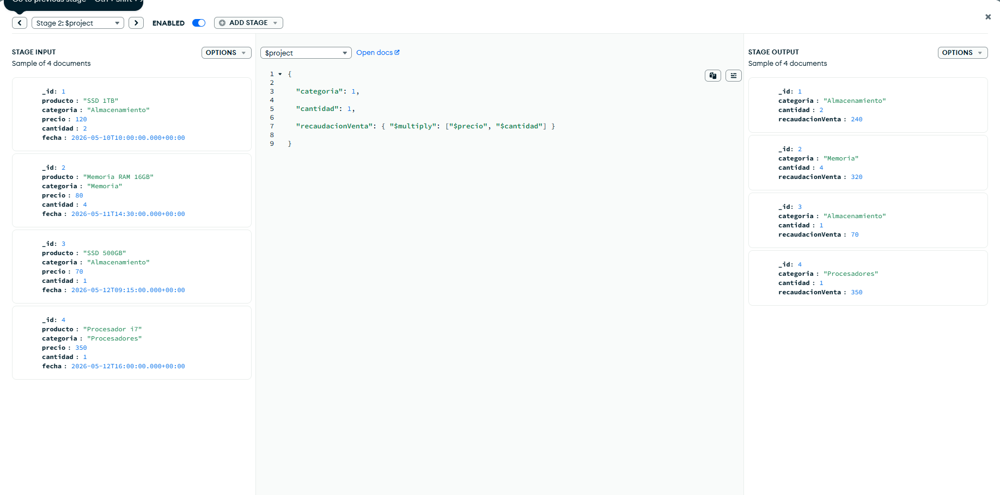 Go to previous stage Ctrl + Shift + 9
Stage 2: $project
ENABLED
ADD STAGE
STAGE INPUT
OPTIONS
Sample of 4 documents
_id: 1
producto : "SSD 1TB"
categoria : "Almacenamiento"
precio : 120
cantidad : 2
fecha : 2026-05-10T10:00:00.000+00:00
_id: 2
producto : "Memoria RAM 16GB"
categoria : "Memoria"
precio : 80
cantidad : 4
fecha : 2026-05-11T14:30:00.000+00:00
_id: 3
producto : "SSD 500GB"
categoria : "Almacenamiento"
precio : 70
cantidad : 1
fecha : 2026-05-12T09:15:00.000+00:00
_id: 4
producto : "Procesador i7"
categoria : "Procesadores"
precio : 350
cantidad : 1
fecha : 2026-05-12T16:00:00.000+00:00
$project
Open docs
1 {
2
3 "categoria": 1,
4
5 "cantidad": 1,
6
7 "recaudacionVenta": { "$multiply": ["$precio", "$cantidad"] }
8
9 }
STAGE OUTPUT
OPTIONS
Sample of 4 documents
_id: 1
categoria : "Almacenamiento"
cantidad : 2
recaudacionVenta : 240
_id: 2
categoria : "Memoria"
cantidad : 4
recaudacionVenta : 320
_id: 3
categoria : "Almacenamiento"
cantidad : 1
recaudacionVenta : 70
_id: 4
categoria : "Procesadores"
cantidad : 1
recaudacionVenta : 350